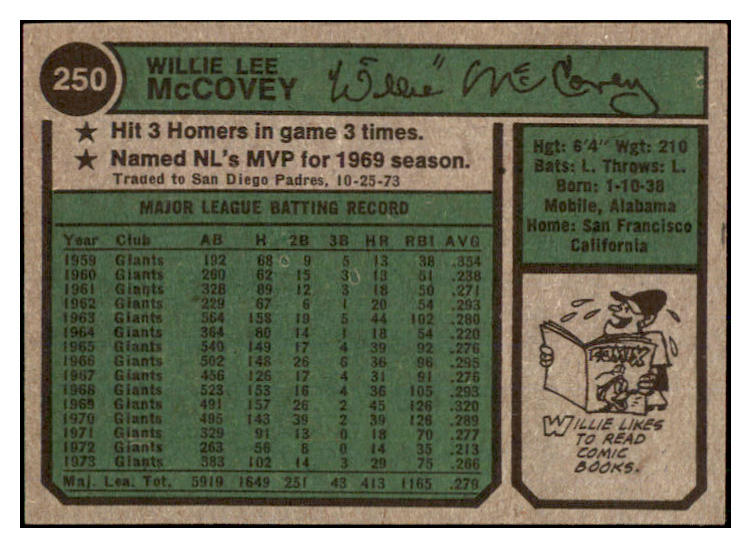 250
WILLIE LEE
McCOVEY
"Willie" McCovey
★ Hit 3 Homers in game 3 times.
★ Named NL's MVP for 1969 season.
Traded to San Diego Padres, 10-25-73
MAJOR LEAGUE BATTING RECORD
Year Club AB H 2B 3B HR RBI AVG
1959 Giants 192 68 9 5 13 38 .354
1960 Giants 260 62 15 3 13 51 .238
1961 Giants 328 89 12 3 18 50 .271
1962 Giants 229 67 6 1 20 54 .293
1963 Giants 564 158 19 5 44 102 .280
1964 Giants 364 80 14 1 18 54 .220
1965 Giants 540 149 17 4 39 92 .276
1966 Giants 502 148 26 6 36 96 .295
1967 Giants 456 126 17 4 31 91 .276
1968 Giants 523 153 16 4 36 105 .293
1969 Giants 491 157 26 2 45 126 .320
1970 Giants 495 143 39 2 39 126 .289
1971 Giants 329 91 13 0 18 70 .277
1972 Giants 263 56 8 0 14 35 .213
1973 Giants 383 102 14 3 29 75 .266
Maj. Lea. Tot. 5919 1649 251 43 413 1165 .279
Hgt: 6'4" Wgt: 210
Bats: L. Throws: L.
Born: 1-10-38
Mobile, Alabama
Home: San Francisco
California
KOMIX
WILLIE LIKES
TO READ
COMIC
BOOKS.